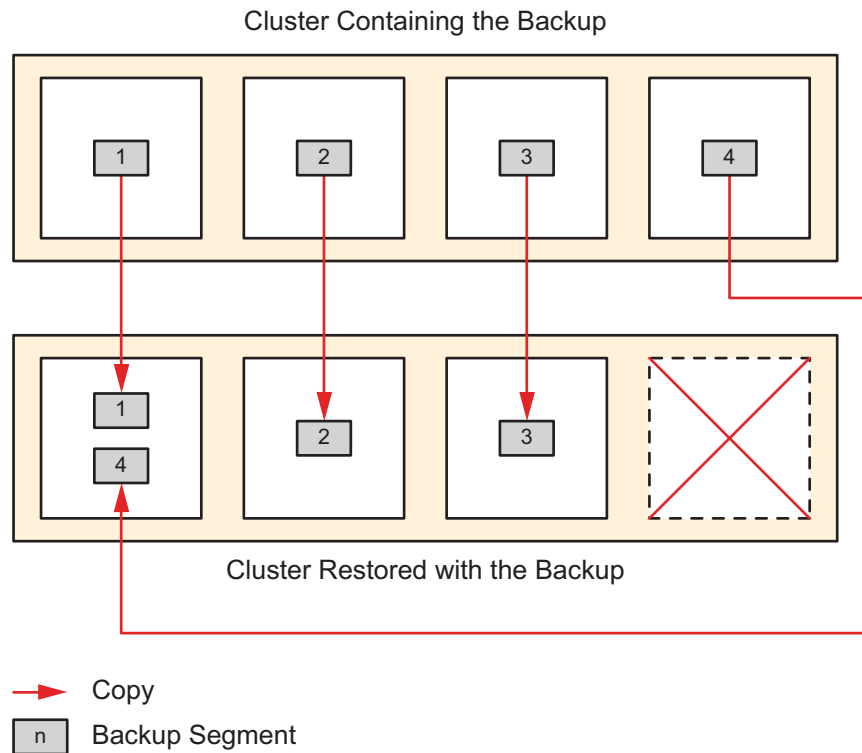 Cluster Containing the Backup
1
2
3
4
1
4
2
3
Cluster Restored with the Backup
Copy
n
Backup Segment